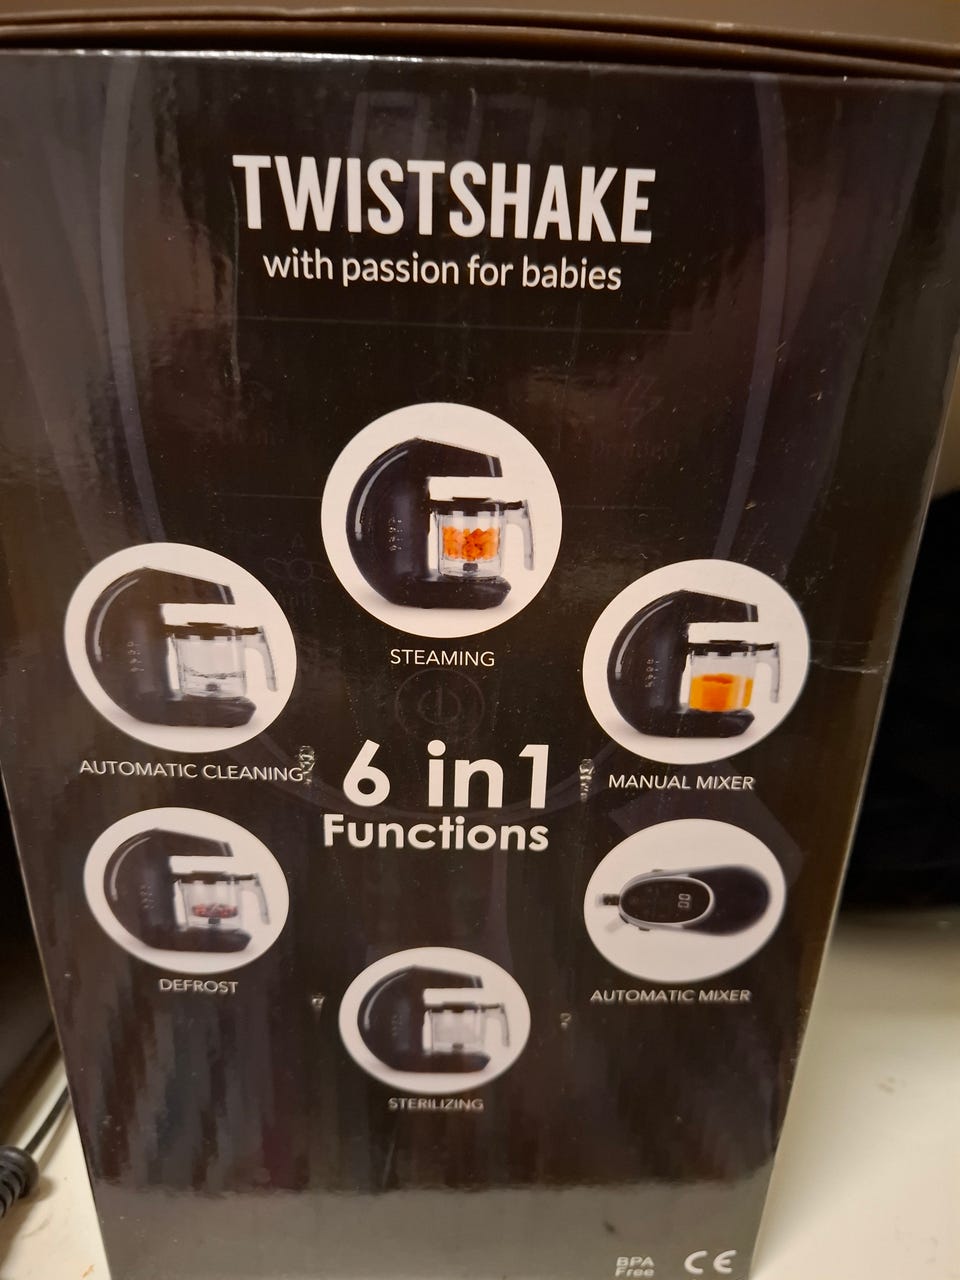 TWISTSHAKE
with passion for babies
STEAMING
AUTOMATIC CLEANING
MANUAL MIXER
6 in 1
Functions
DEFROST
AUTOMATIC MIXER
STERILIZING
BPA
Free
CE